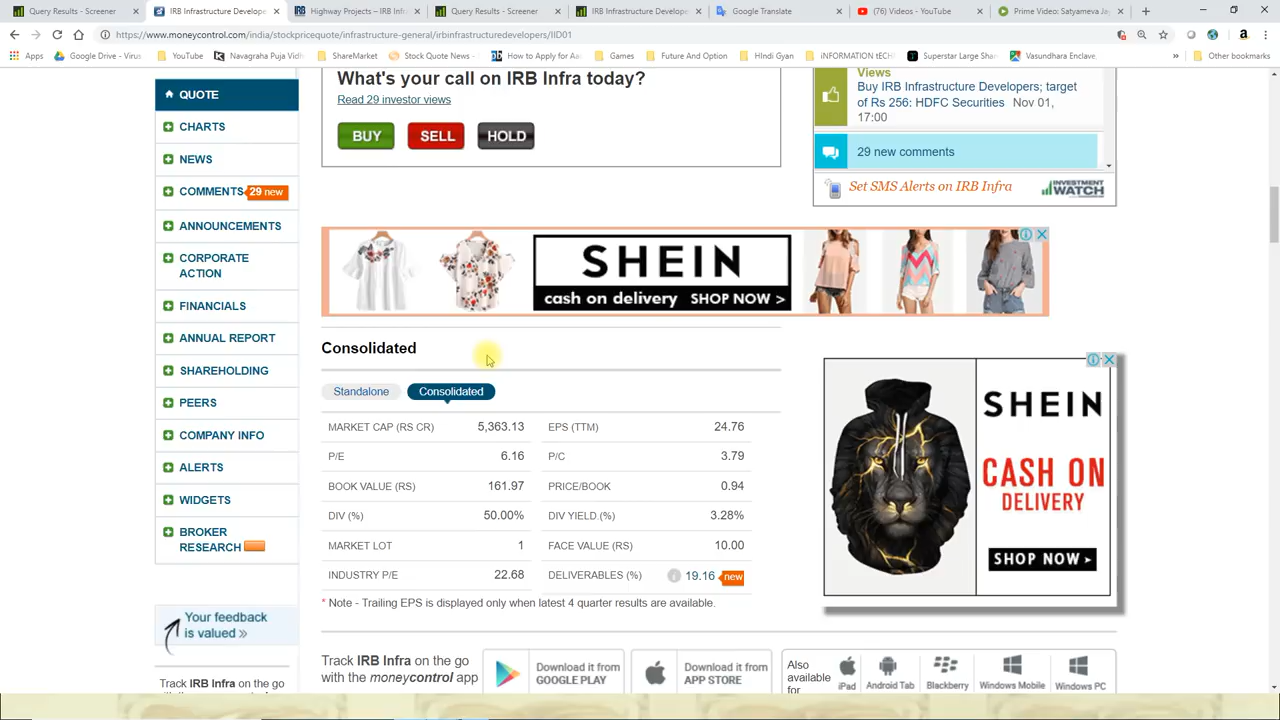 Query Results - Screener
IRB Infrastructure Develope
Highway Projects – IRB Infr
Query Results - Screener
IRB Infrastructure Develope
Google Translate
(76) Videos - YouTube
Prime Video: Satyameva Jay
https://www.moneycontrol.com/india/stockpricequote/infrastructure-general/irbinfrastructuredevelopers/IID01
Apps
Google Drive - Virus
YouTube
Navagraha Puja Vidh
ShareMarket
Stock Quote News -
How to Apply for Aa
Games
Future And Option
HIndi Gyan
iNFORMATION tECH
Superstar Large Shar
Vasundhara Enclave,
»
Other bookmarks
QUOTE
CHARTS
NEWS
COMMENTS 29 new
ANNOUNCEMENTS
CORPORATE
ACTION
FINANCIALS
ANNUAL REPORT
SHAREHOLDING
PEERS
COMPANY INFO
ALERTS
WIDGETS
BROKER
RESEARCH
Your feedback
is valued »
Track IRB Infra on the go
What's your call on IRB Infra today?
Read 29 investor views
BUY SELL HOLD
Views
Buy IRB Infrastructure Developers; target
of Rs 256: HDFC Securities Nov 01,
17:00
29 new comments
Set SMS Alerts on IRB Infra
INVESTMENT
WATCH
SHEIN
cash on delivery SHOP NOW >
Consolidated
Standalone Consolidated
MARKET CAP (RS CR) 5,363.13 EPS (TTM) 24.76
P/E 6.16 P/C 3.79
BOOK VALUE (RS) 161.97 PRICE/BOOK 0.94
DIV (%) 50.00% DIV YIELD.(%) 3.28%
MARKET LOT 1 FACE VALUE (RS) 10.00
INDUSTRY P/E 22.68 DELIVERABLES (%) 19.16 new
* Note - Trailing EPS is displayed only when latest 4 quarter results are available.
SHEIN
CASH ON
DELIVERY
SHOP NOW ▸
Track IRB Infra on the go
with the moneycontrol app
Download it from
GOOGLE PLAY
Download it from
APP STORE
Also
available
for
iPad
Android Tab
Blackberry
Windows Mobile
Windows PC